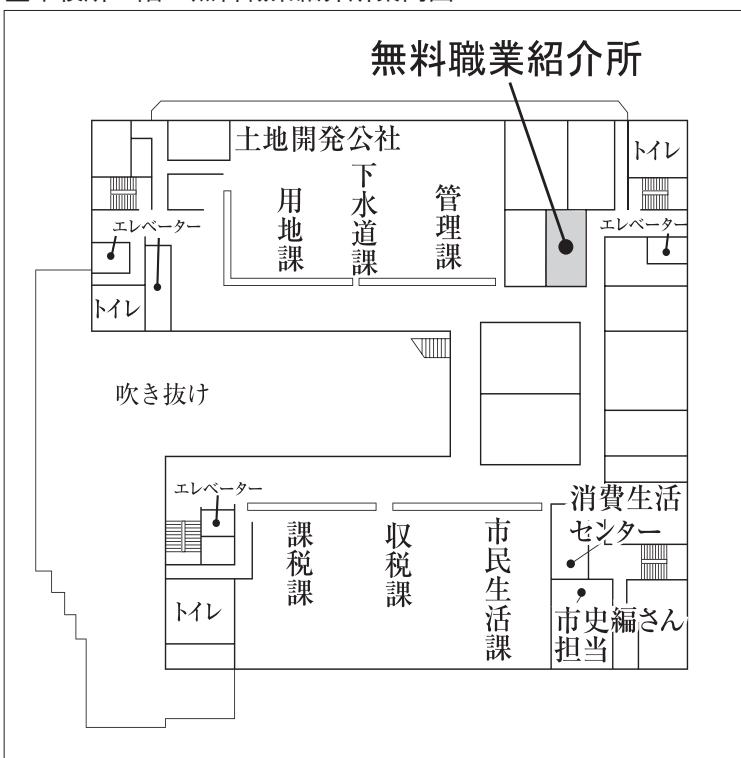 無料職業紹介所
土地開発公社
トイレ
用地課
下水道課
管理課
エレベーター
エレベーター
トイレ
吹き抜け
エレベーター
消費生活
センター
課税課
収税課
市民生活課
トイレ
市史編さん
担当